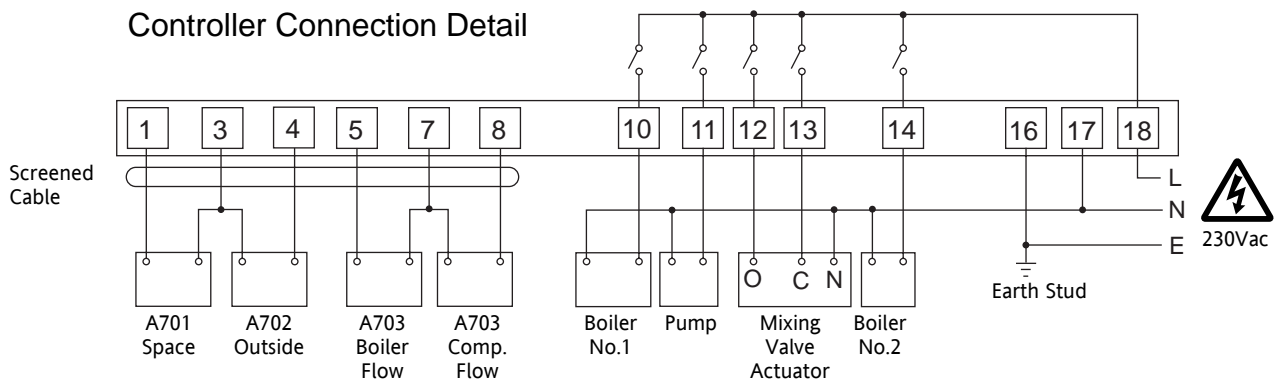 Controller Connection Detail
1 3 4 5 7 8 10 11 12 13 14 16 17 18
Screened
Cable
L
N
E
230Vac
O C N
Earth Stud
A701
Space
A702
Outside
A703
Boiler
Flow
A703
Comp.
Flow
Boiler
No.1
Pump
Mixing
Valve
Actuator
Boiler
No.2